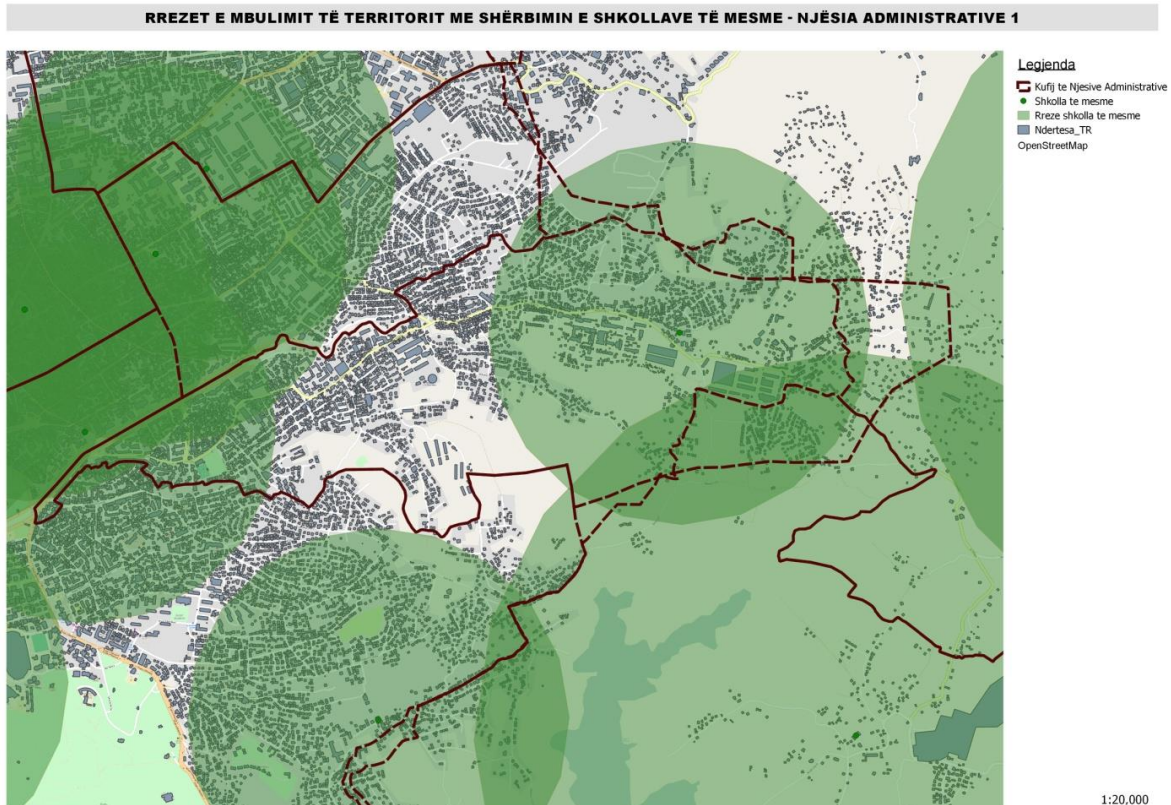 RREZET E MBULIMIT TË TERRITORIT ME SHËRBIMIN E SHKOLLAVE TË MESME - NJËSIA ADMINISTRATIVE 1
Legjenda
Kufij te Njesive Administrative
Shkolla te mesme
Rreze shkolla te mesme
Ndertesa_TR
OpenStreetMap
1:20,000